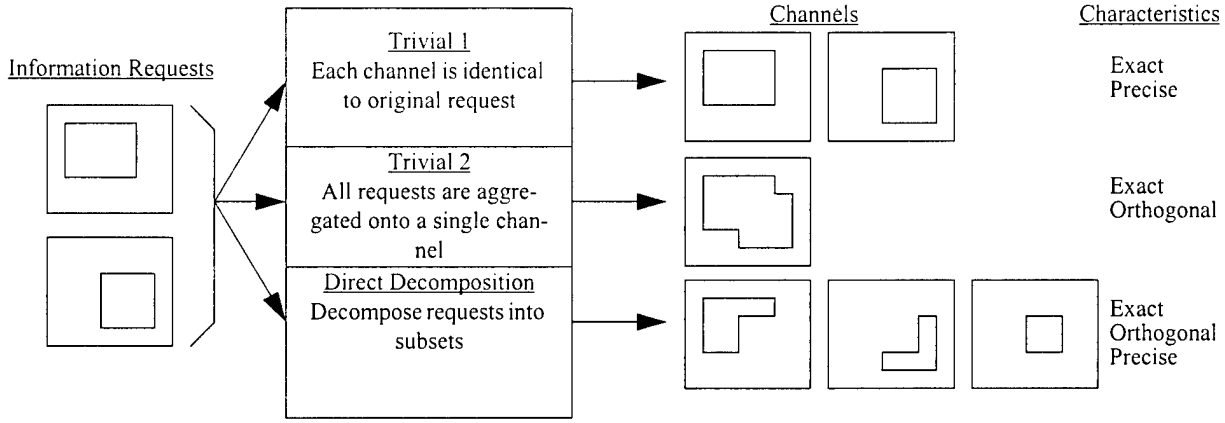 Information Requests
Trivial 1
Each channel is identical
to original request
Trivial 2
All requests are aggre-
gated onto a single chan-
nel
Direct Decomposition
Decompose requests into
subsets
Channels
Characteristics
Exact
Precise
Exact
Orthogonal
Exact
Orthogonal
Precise